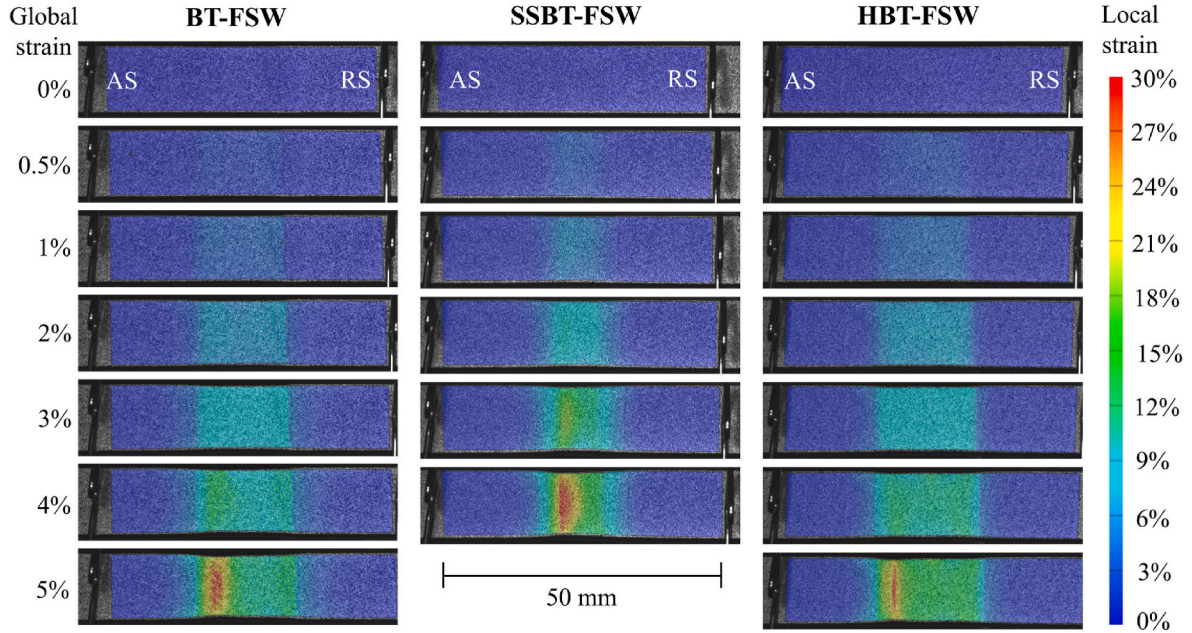 Global strain
BT-FSW
SSBT-FSW
HBT-FSW
Local strain
0%
AS
RS
AS
RS
AS
RS
30%
0.5%
27%
24%
1%
21%
18%
2%
15%
3%
12%
9%
4%
6%
5%
3%
0%
50 mm